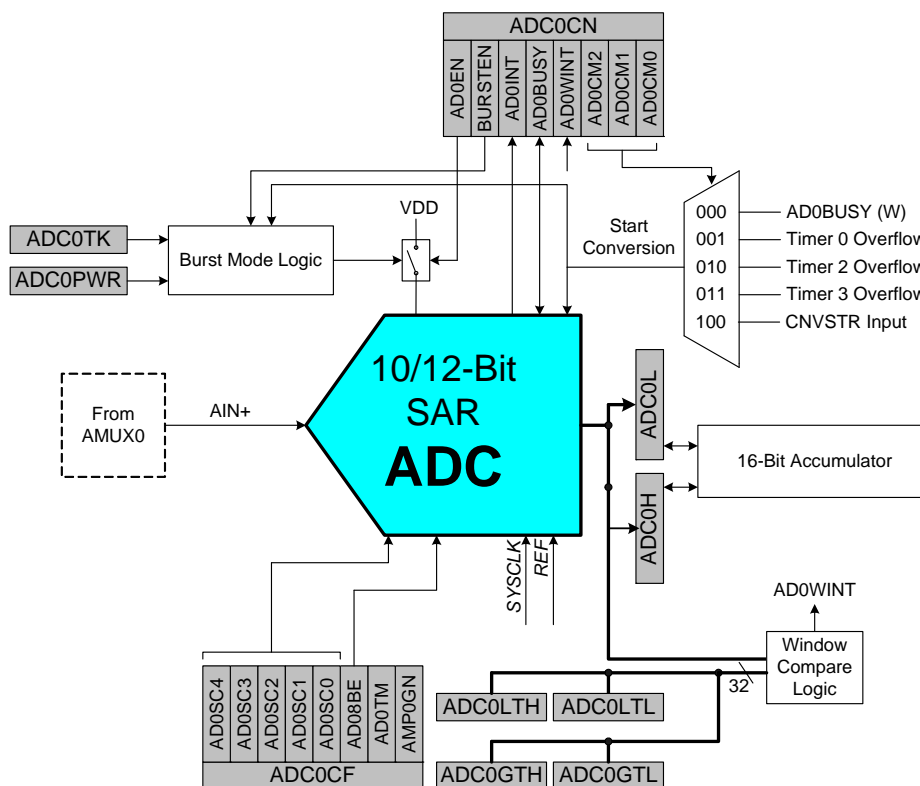 ADC0CN
AD0EN
BURSTEN
AD0INT
AD0BUSY
AD0WINT
AD0CM2
AD0CM1
AD0CM0
VDD
Start
Conversion
000
AD0BUSY (W)
001
Timer 0 Overflow
010
Timer 2 Overflow
011
Timer 3 Overflow
100
CNVSTR Input
ADC0TK
ADC0PWR
Burst Mode Logic
From
AMUX0
AIN+
10/12-Bit
SAR
ADC
ADC0L
ADC0H
16-Bit Accumulator
SYSCLK
REF
AD0WINT
Window
Compare
Logic
32
AD0SC4
AD0SC3
AD0SC2
AD0SC1
AD0SC0
AD08BE
AD0TM
AMP0GN
ADC0CF
ADC0LTH
ADC0LTL
ADC0GTH
ADC0GTL